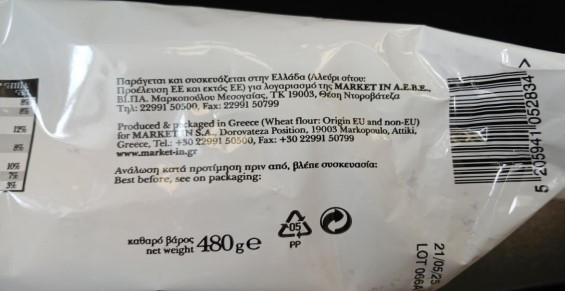 Παράγεται και συσκευάζεται στην Ελλάδα (Αλεύρι σίτου:
Προέλευση ΕΕ και εκτός ΕΕ) για λογαριασμό της MARKET IN Α.Ε.Β.Ε.,
ΒΙ.ΠΑ. Μαρκοπούλου Μεσογαίας, ΤΚ 19003, Θέση Ντοροβάτεζα
Τηλ: 22991 50500, Fax: 22991 50799
Produced & packaged in Greece (Wheat flour: Origin EU and non-EU)
for MARKET IN S.A., Dorovateza Position, 19003 Markopoulo, Attiki,
Greece, Tel.: +30 22991 50500, Fax: +30 22991 50799
www.market-in.gr
Ανάλωση κατά προτίμηση πριν από, βλέπε συσκευασία:
Best before, see on packaging:
καθαρό βάρος
net weight 480g e
05
PP
5 205941 052834 >
21/05/25
LOT 066A
12%
8%
10%
7%
3%